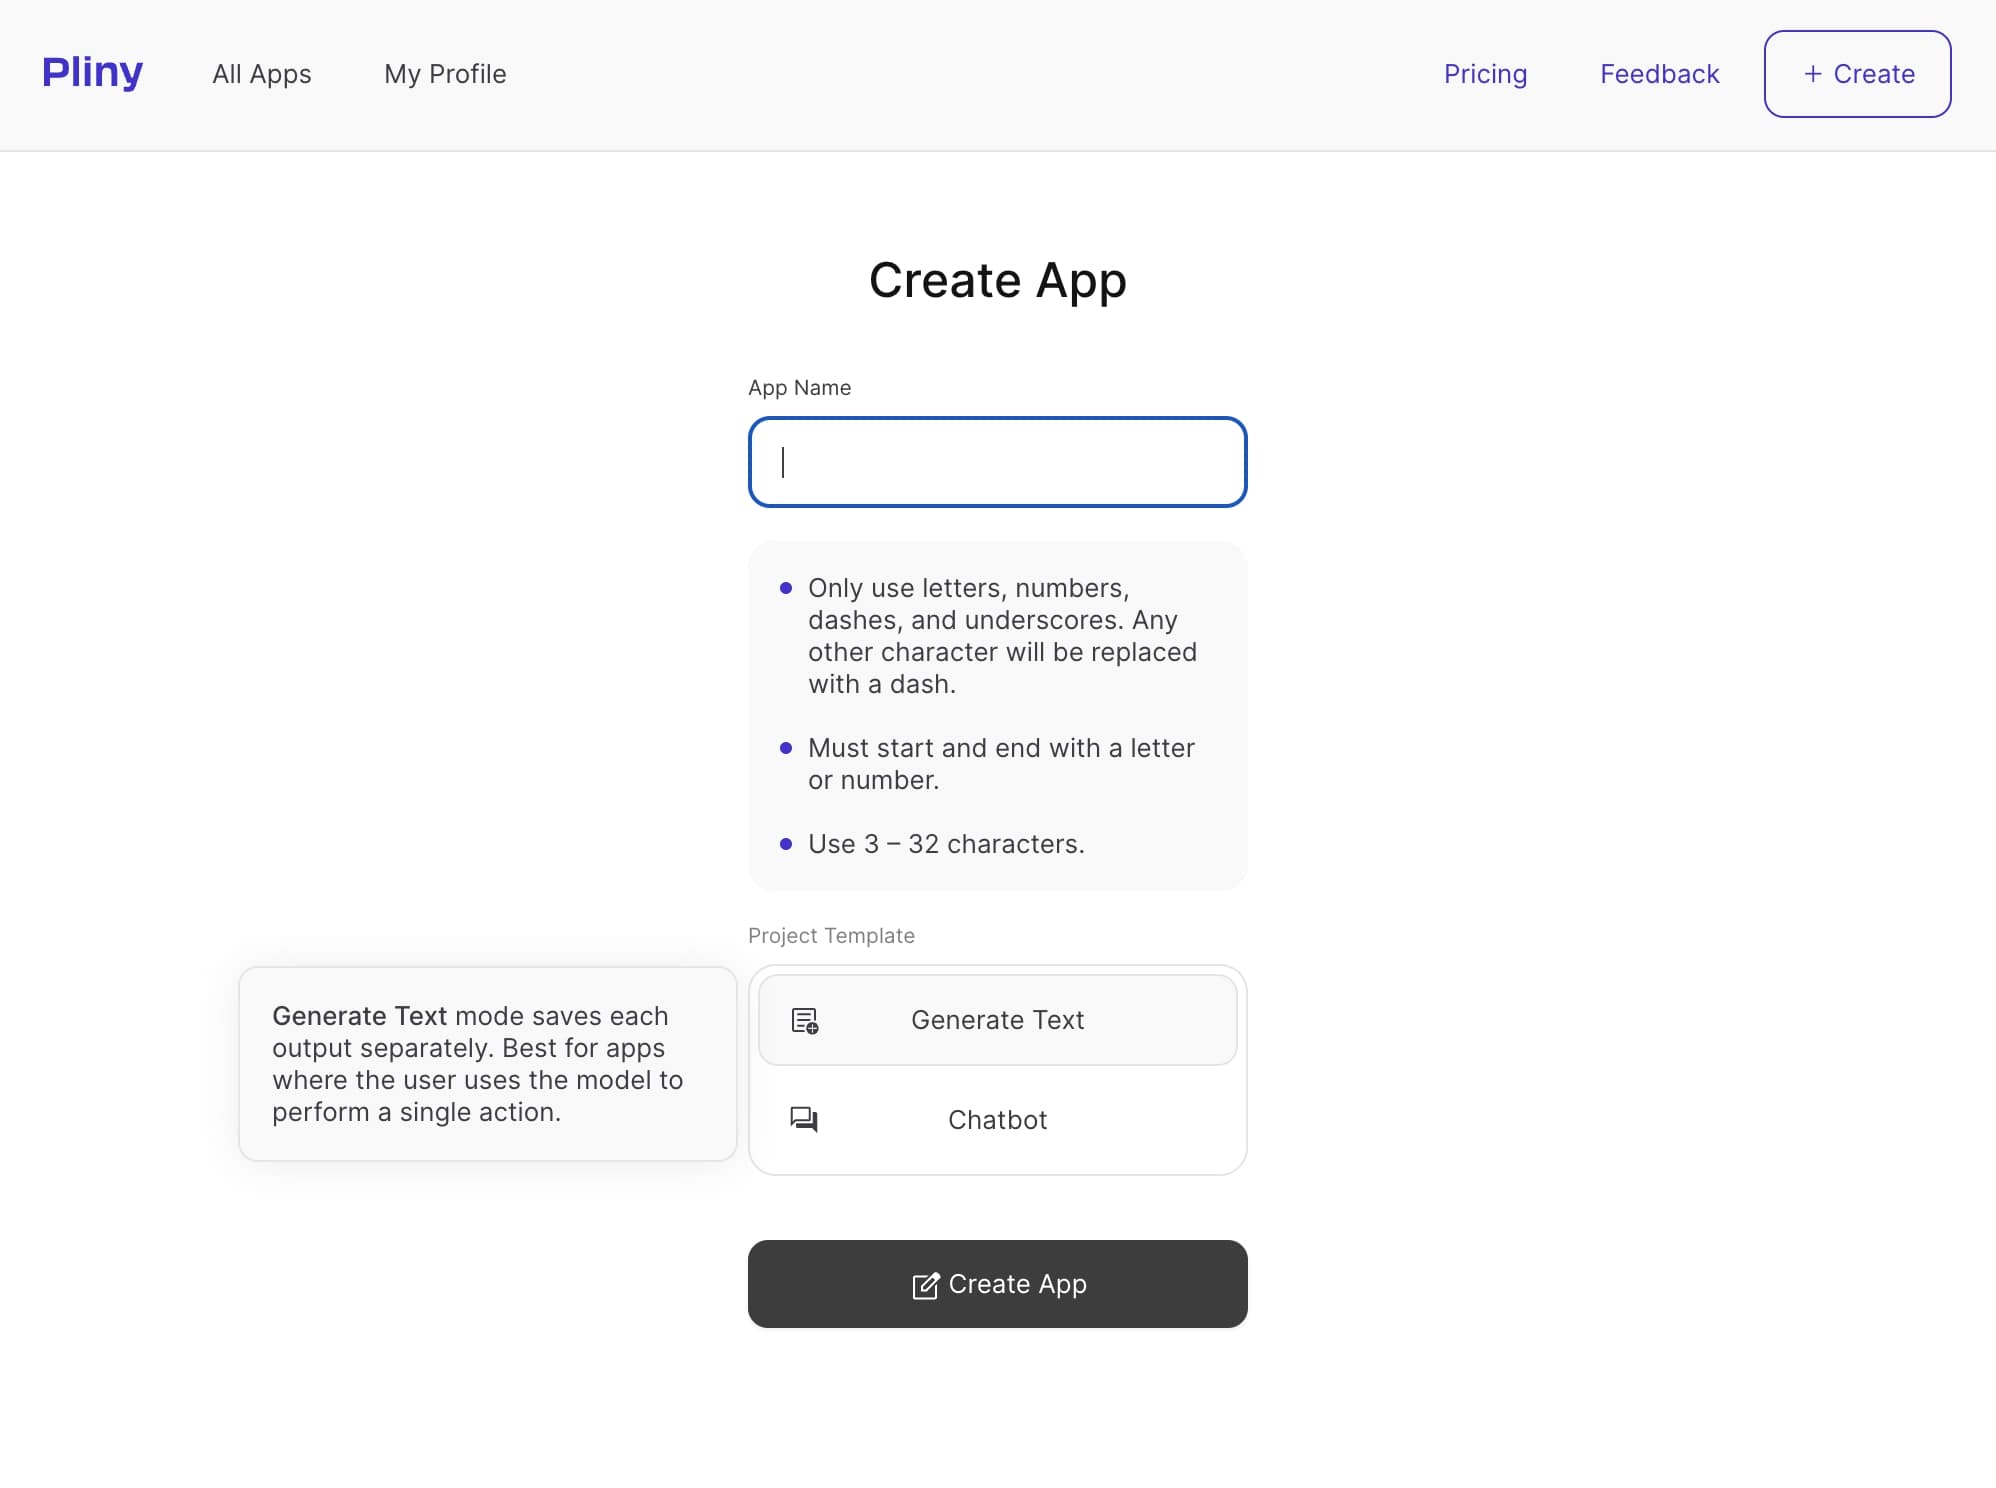 Pliny
All Apps
My Profile
Pricing
Feedback
+ Create
Create App
App Name
Only use letters, numbers,
dashes, and underscores. Any
other character will be replaced
with a dash.
Must start and end with a letter
or number.
Use 3 – 32 characters.
Project Template
Generate Text mode saves each
output separately. Best for apps
where the user uses the model to
perform a single action.
Generate Text
Chatbot
Create App